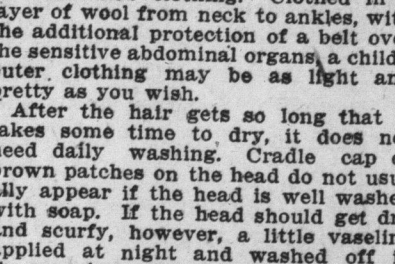 ayer of wool from neck to ankles, wit
he additional protection of a belt ove
he sensitive abdominal organs, a child
uter clothing may be as light an
retty as you wish.
After the hair gets so long that
akes some time to dry, it does no
eed daily washing. Cradle cap o
rown patches on the head do not usu
lly appear if the head is well washe
with soap. If the head should get dr
nd scurfy, however, a little vaselin
pplied at night and washed off